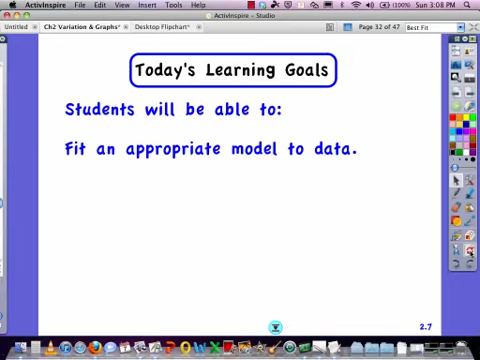 ActivInspire File Edit View Insert Tools Help (100%) Sun 3:08 PM
ActivInspire – Studio
Untitled Ch2 Variation & Graphs* Desktop Flipchart* Page 32 of 47 Best Fit
Today's Learning Goals
Students will be able to:
Fit an appropriate model to data.
2.7